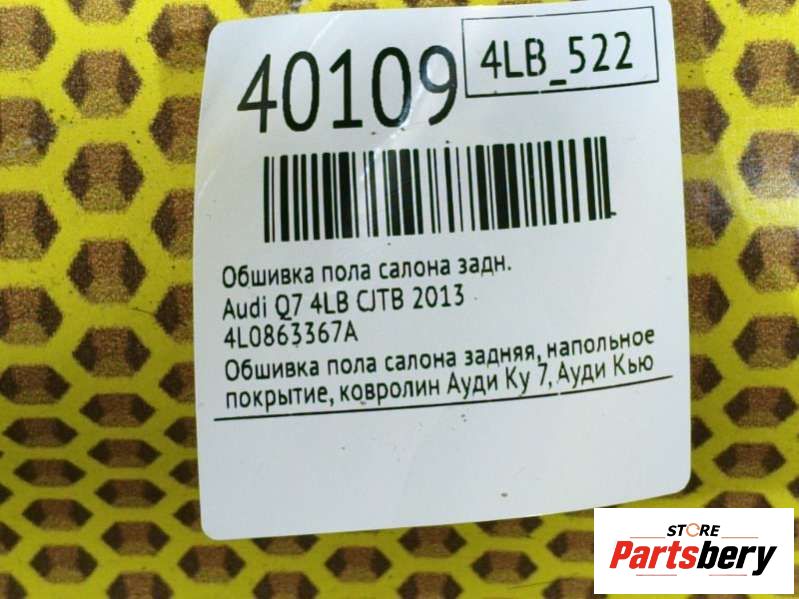 40109
4LB_522
Обшивка пола салона задн.
Audi Q7 4LB CJTB 2013
4L0863367A
Обшивка пола салона задняя, напольное
покрытие, ковролин Ауди Ку 7, Ауди Кью
STORE
Partsbery